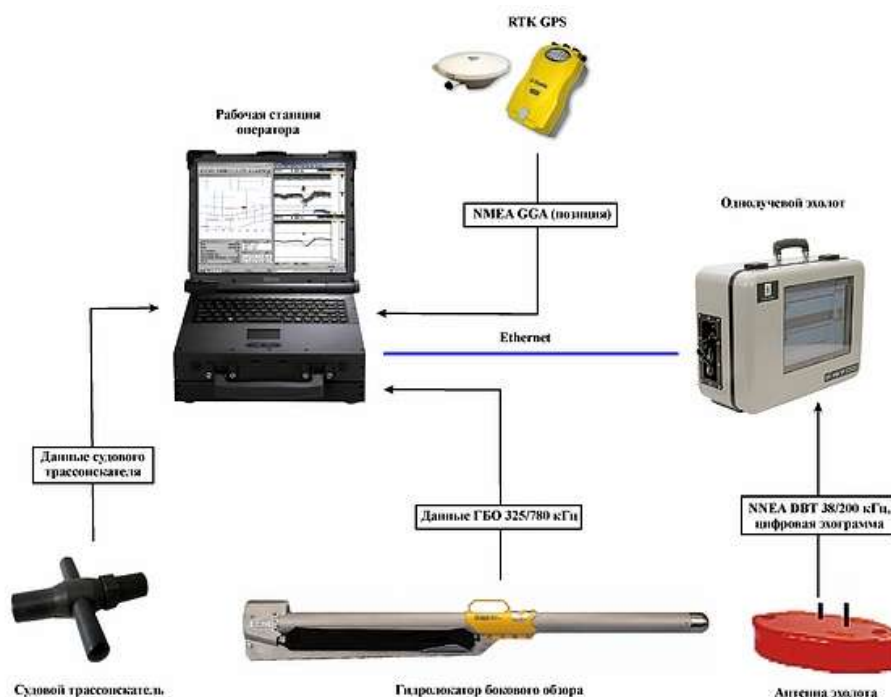 RTK GPS
Рабочая станция
оператора
NMEA GGA (позиция)
Однолучевой эхолот
Ethernet
Данные судового
трассоискателя
Данные ГБО 325/780 кГц
NNEA DBT 38/200 кГц,
цифровая эхограмма
Судовой трассоискатель
Гидролокатор бокового обзора
Антенна эхолота